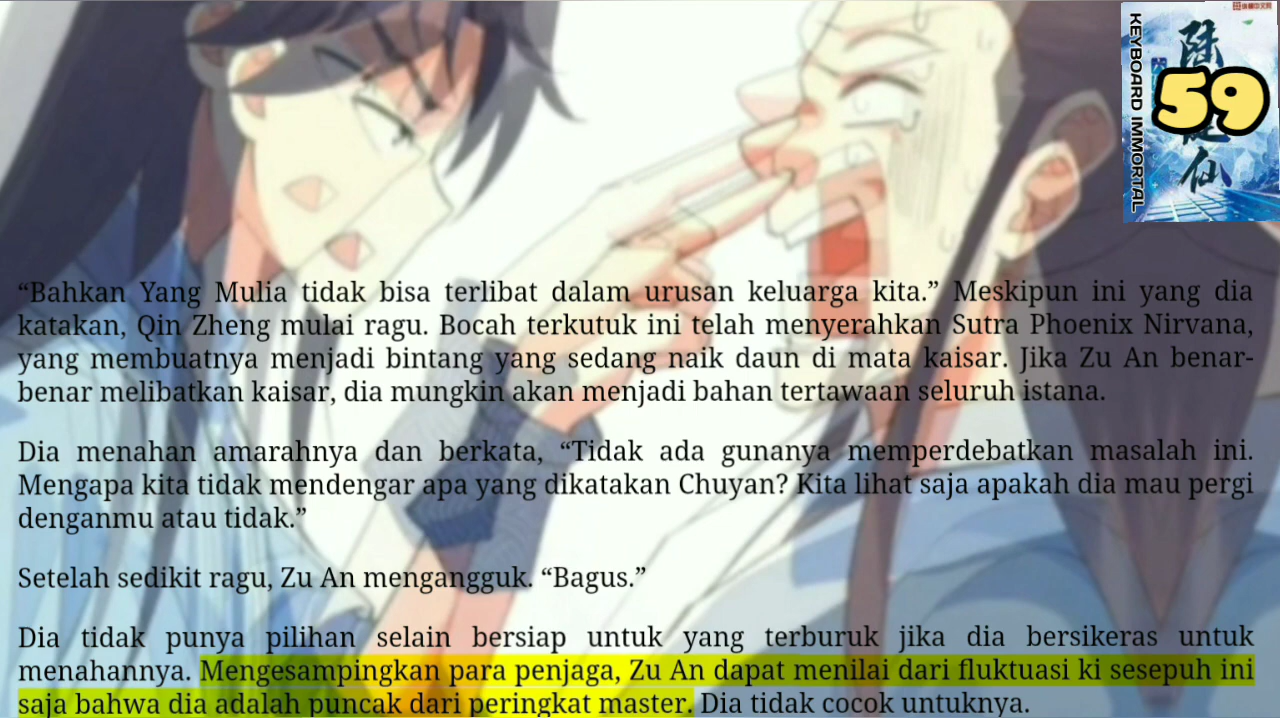 KEYBOARD IMMORTAL
59
仙
“Bahkan Yang Mulia tidak bisa terlibat dalam urusan keluarga kita.” Meskipun ini yang dia
katakan, Qin Zheng mulai ragu. Bocah terkutuk ini telah menyerahkan Sutra Phoenix Nirvana,
yang membuatnya menjadi bintang yang sedang naik daun di mata kaisar. Jika Zu An benar-
benar melibatkan kaisar, dia mungkin akan menjadi bahan tertawaan seluruh istana.
Dia menahan amarahnya dan berkata, “Tidak ada gunanya memperdebatkan masalah ini.
Mengapa kita tidak mendengar apa yang dikatakan Chuyan? Kita lihat saja apakah dia mau pergi
denganmu atau tidak.”
Setelah sedikit ragu, Zu An mengangguk. “Bagus.”
Dia tidak punya pilihan selain bersiap untuk yang terburuk jika dia bersikeras untuk
menahannya. Mengesampingkan para penjaga, Zu An dapat menilai dari fluktuasi ki sesepuh ini
saja bahwa dia adalah puncak dari peringkat master. Dia tidak cocok untuknya.